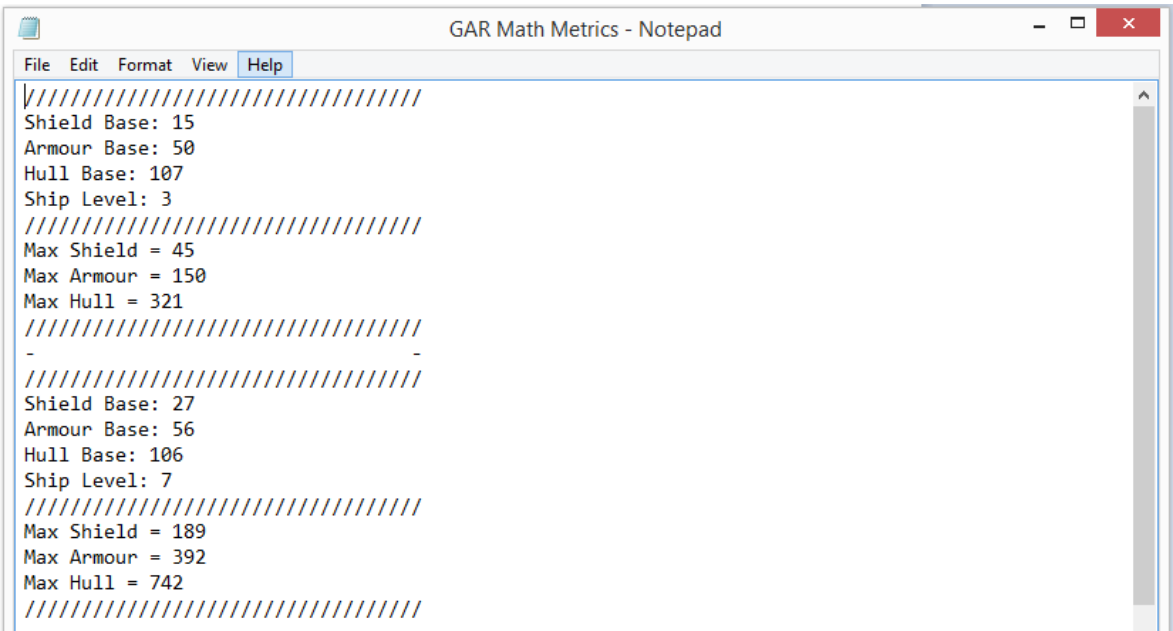 GAR Math Metrics - Notepad
File Edit Format View Help
///////////////////////////////////
Shield Base: 15
Armour Base: 50
Hull Base: 107
Ship Level: 3
///////////////////////////////////
Max Shield = 45
Max Armour = 150
Max Hull = 321
///////////////////////////////////
-                                  -
///////////////////////////////////
Shield Base: 27
Armour Base: 56
Hull Base: 106
Ship Level: 7
///////////////////////////////////
Max Shield = 189
Max Armour = 392
Max Hull = 742
///////////////////////////////////